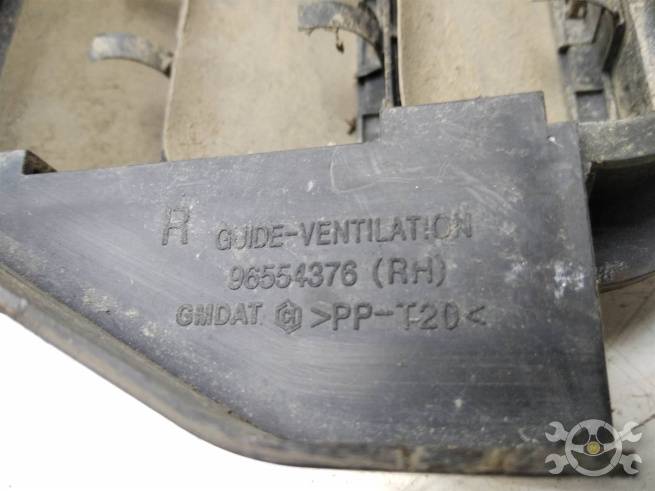 R GUIDE-VENTILATION
96554376 (RH)
GMDAT >PP-T20<